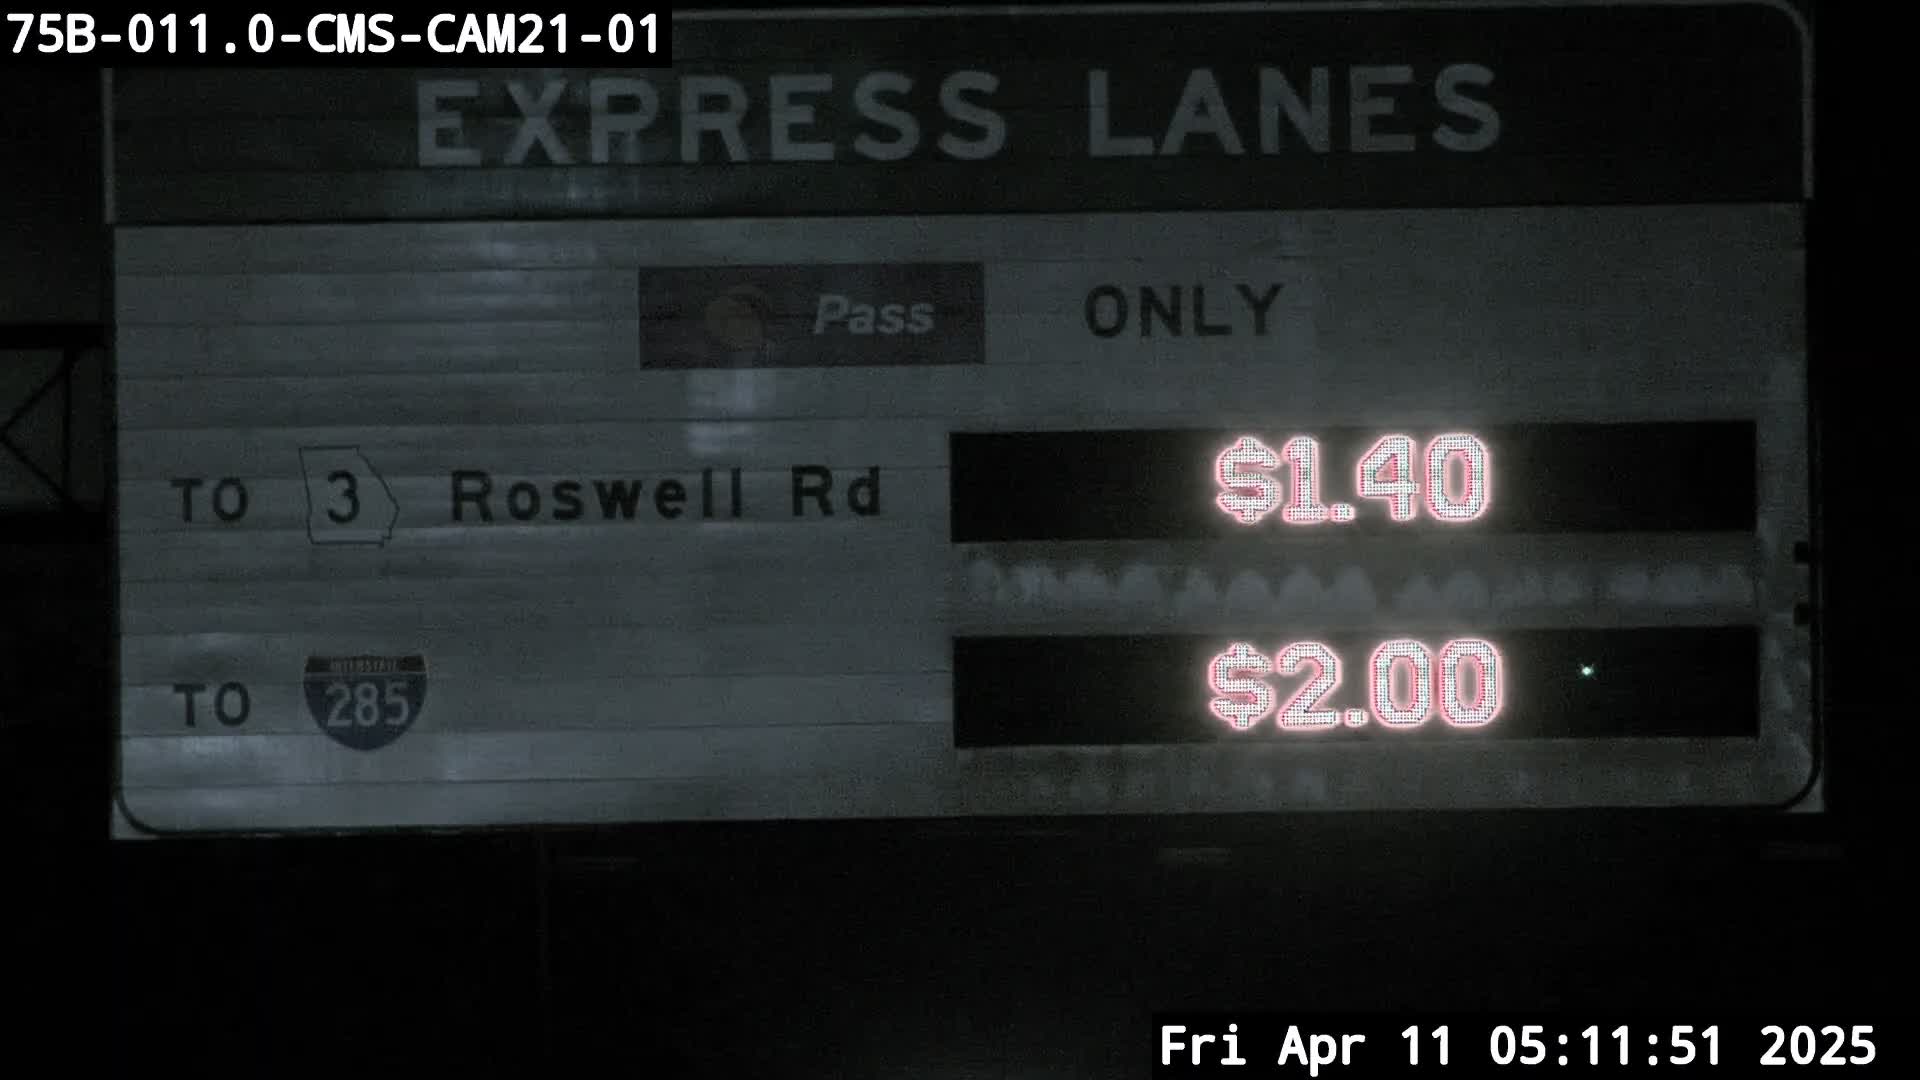 75B-011.0-CMS-CAM21-01
EXPRESS LANES
Pass ONLY
TO 3 Roswell Rd $1.40
INTERSTATE
TO 285 $2.00
Fri Apr 11 05:11:51 2025